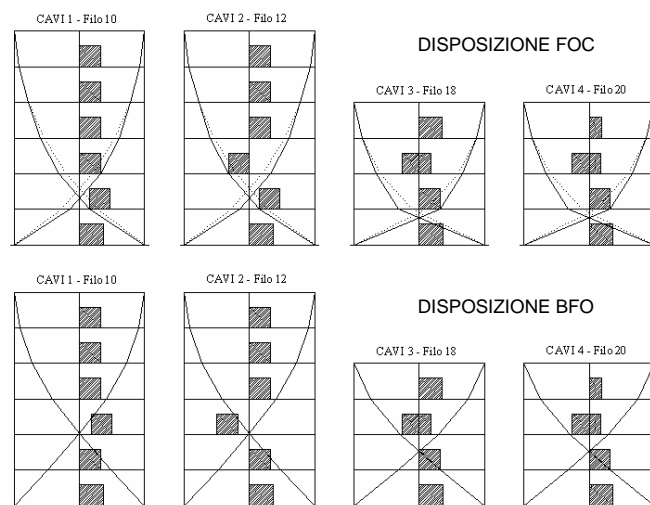 CAVI 1 - Filo 10
CAVI 2 - Filo 12
DISPOSIZIONE FOC
CAVI 3 - Filo 18
CAVI 4 - Filo 20
CAVI 1 - Filo 10
CAVI 2 - Filo 12
DISPOSIZIONE BFO
CAVI 3 - Filo 18
CAVI 4 - Filo 20